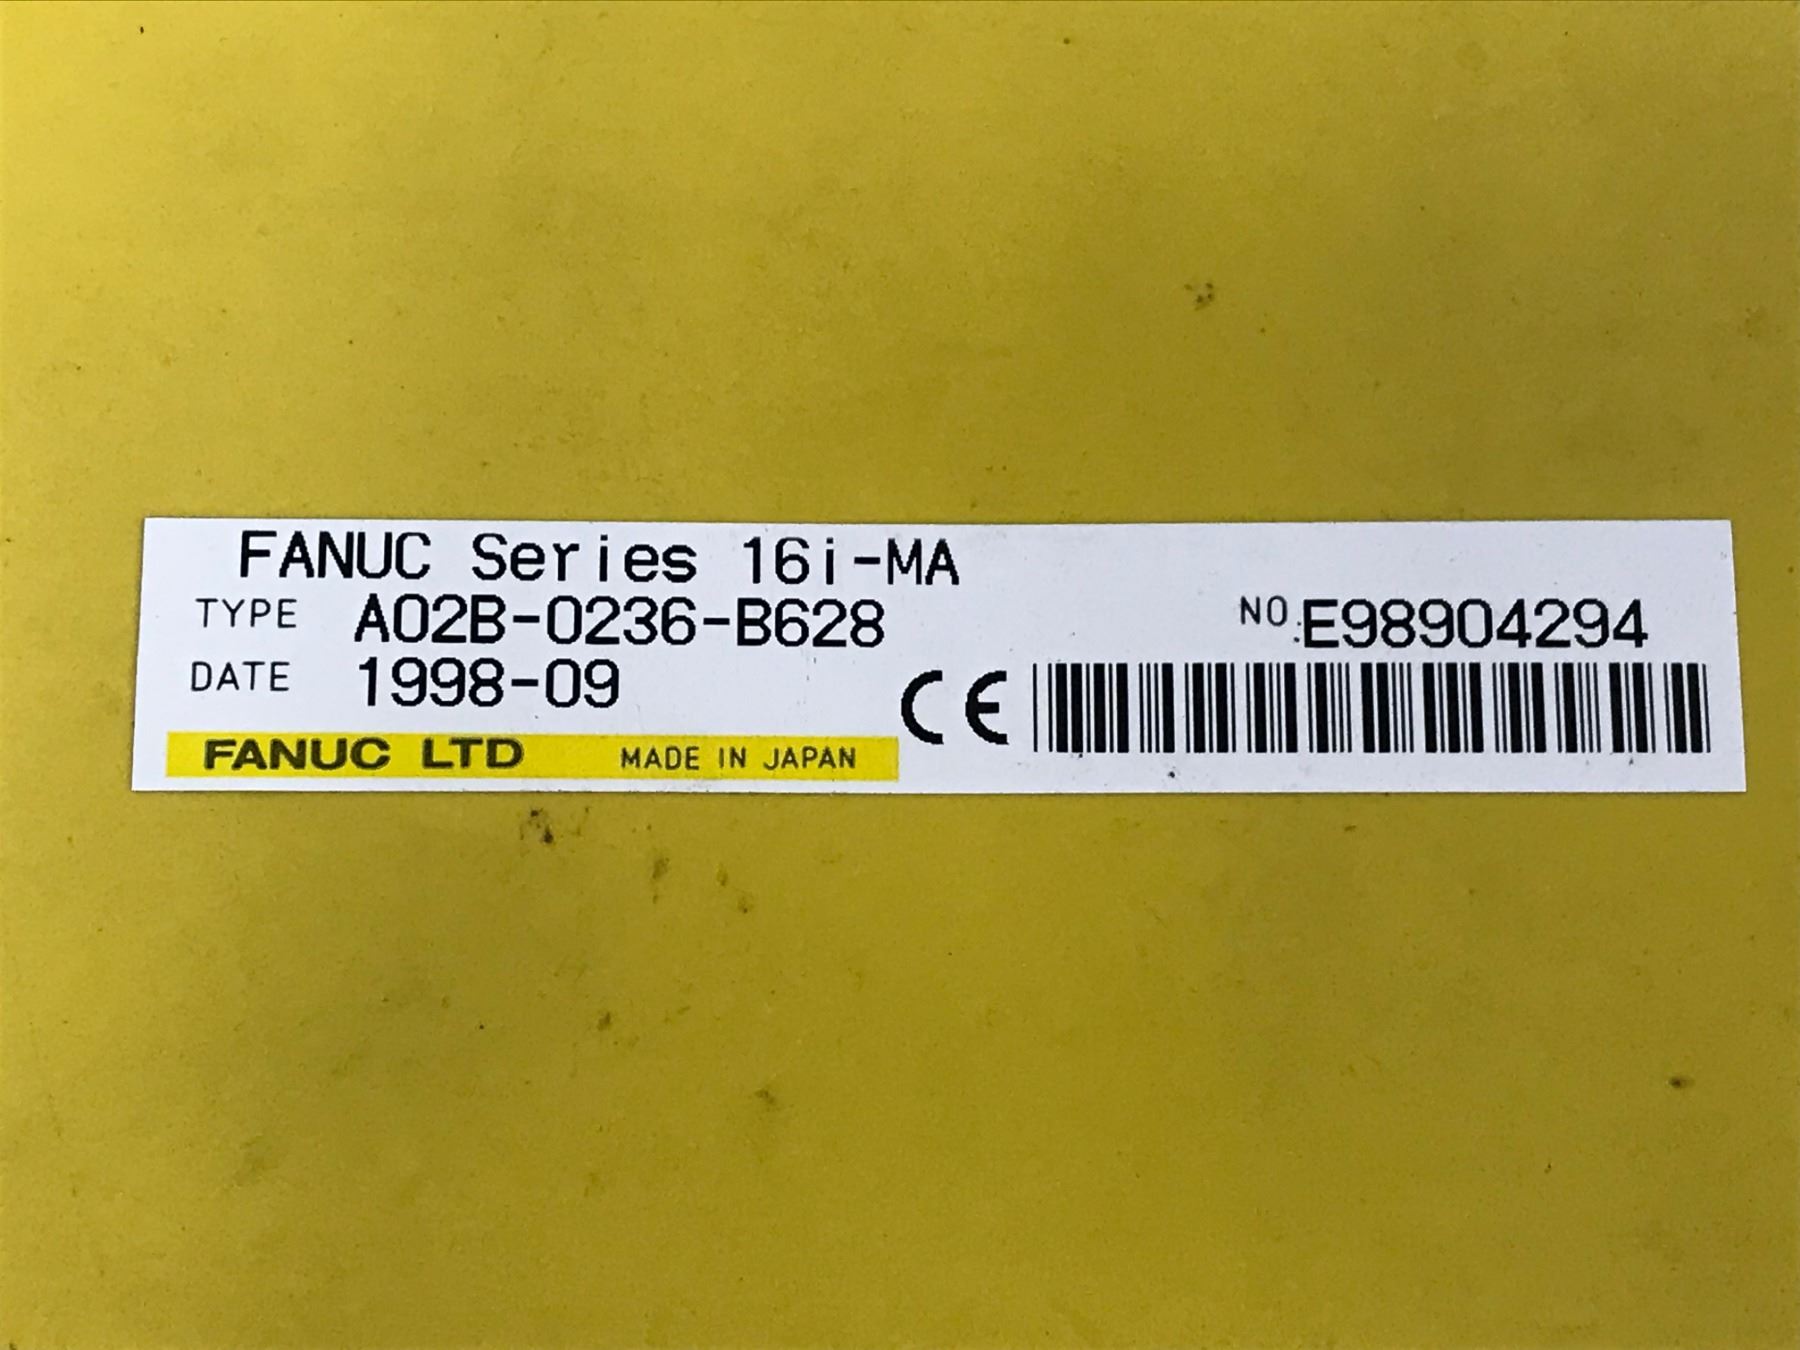 FANUC Series 16i-MA
TYPE A02B-0236-B628 NO.:E98904294
DATE 1998-09 CE
FANUC LTD MADE IN JAPAN